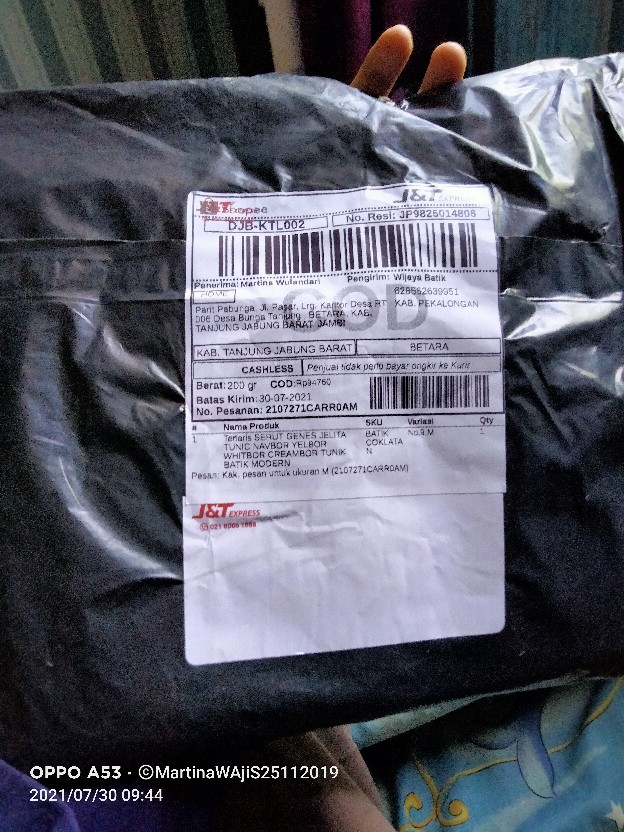 Shopee
J&T EXPRESS
DJB-KTL002
No. Resi: JP9825014806
Penerima: Martina Wulandari
Pengirim: Wijaya Batik
HOME
628562639951
KAB. PEKALONGAN
Parit Pabunga, Jl. Pasar, Lrg. Kantor Desa RT
006 Desa Bunga Tanjung BETARA, KAB.
TANJUNG JABUNG BARAT JAMBI
COD
KAB. TANJUNG JABUNG BARAT
BETARA
CASHLESS
Penjual tidak perlu bayar ongkir ke Kurir
Berat: 200 gr COD:Rp94760
Batas Kirim: 30-07-2021
No. Pesanan: 2107271CARR0AM
# Nama Produk SKU Variasi Qty
1 Terlaris SERUT GENES JELITA BATIK No.9,M 1
TUNIC NAVBOR YELBOR COKLATA
WHITBOR CREAMBOR TUNIK N
BATIK MODERN
Pesan: Kak, pesan untuk ukuran M (2107271CARR0AM)
J&T EXPRESS
021 8066 1888
OPPO A53 · ©MartinaWAjiS25112019
2021/07/30 09:44